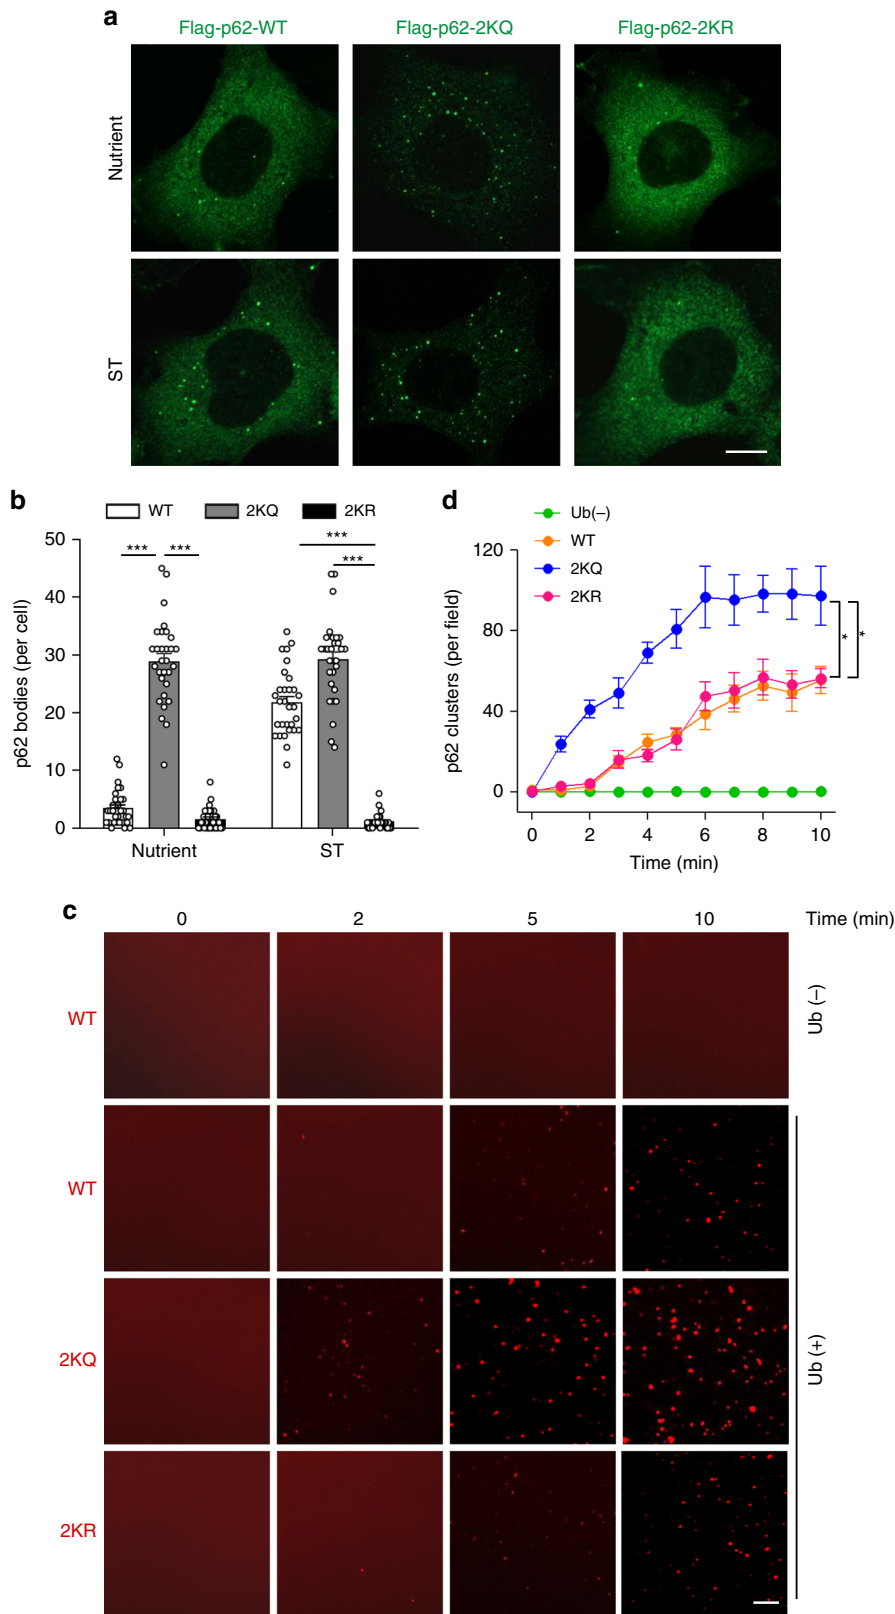 a
Flag-p62-WT Flag-p62-2KQ Flag-p62-2KR
Nutrient
ST
b
WT 2KQ 2KR
p62 bodies (per cell)
50
40
30
20
10
0
*** ***
***
***
Nutrient ST
d
Ub(–)
WT
2KQ
2KR
p62 clusters (per field)
120
80
40
0
* *
0 2 4 6 8 10
Time (min)
c
0 2 5 10 Time (min)
WT
Ub (–)
WT
2KQ
2KR
Ub (+)